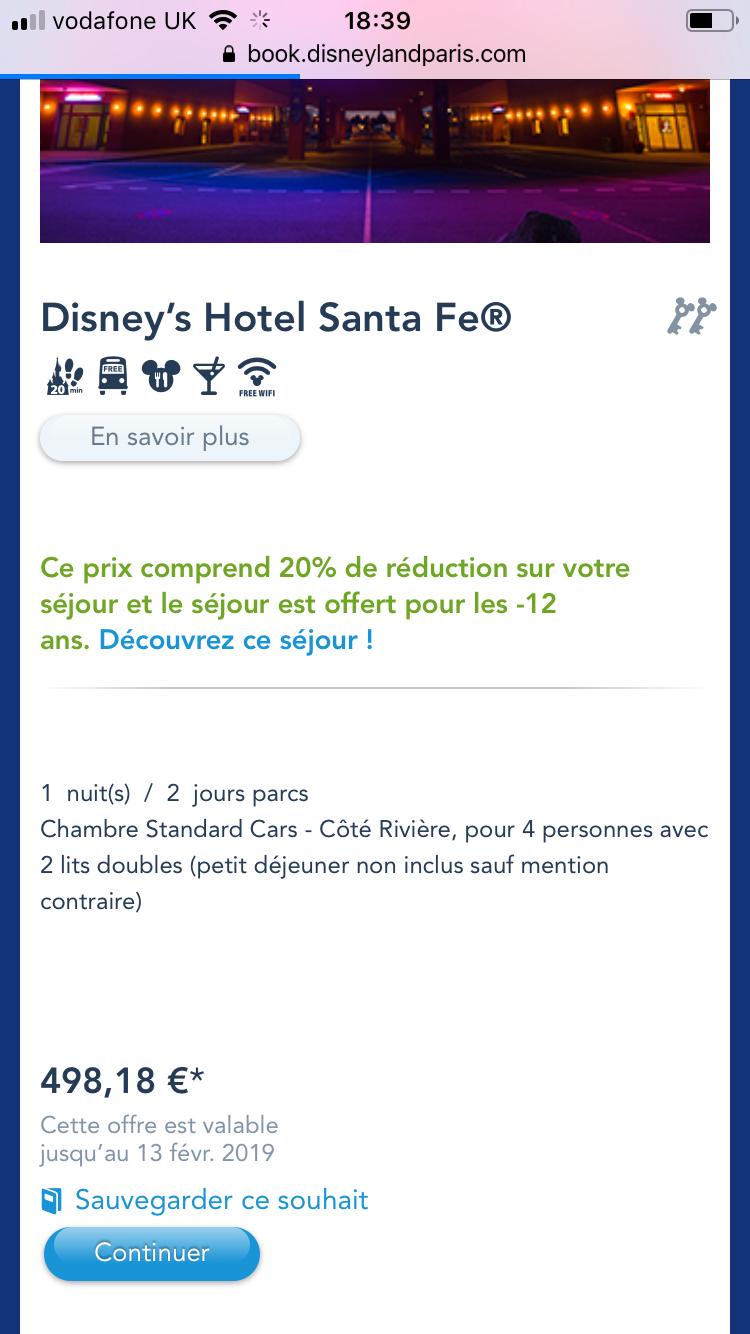 vodafone UK 18:39
book.disneylandparis.com
Disney’s Hotel Santa Fe®
20 min FREE FREE WIFI
En savoir plus
Ce prix comprend 20% de réduction sur votre
séjour et le séjour est offert pour les -12
ans. Découvrez ce séjour !
1 nuit(s) / 2 jours parcs
Chambre Standard Cars - Côté Rivière, pour 4 personnes avec
2 lits doubles (petit déjeuner non inclus sauf mention
contraire)
498,18 €*
Cette offre est valable
jusqu’au 13 févr. 2019
Sauvegarder ce souhait
Continuer